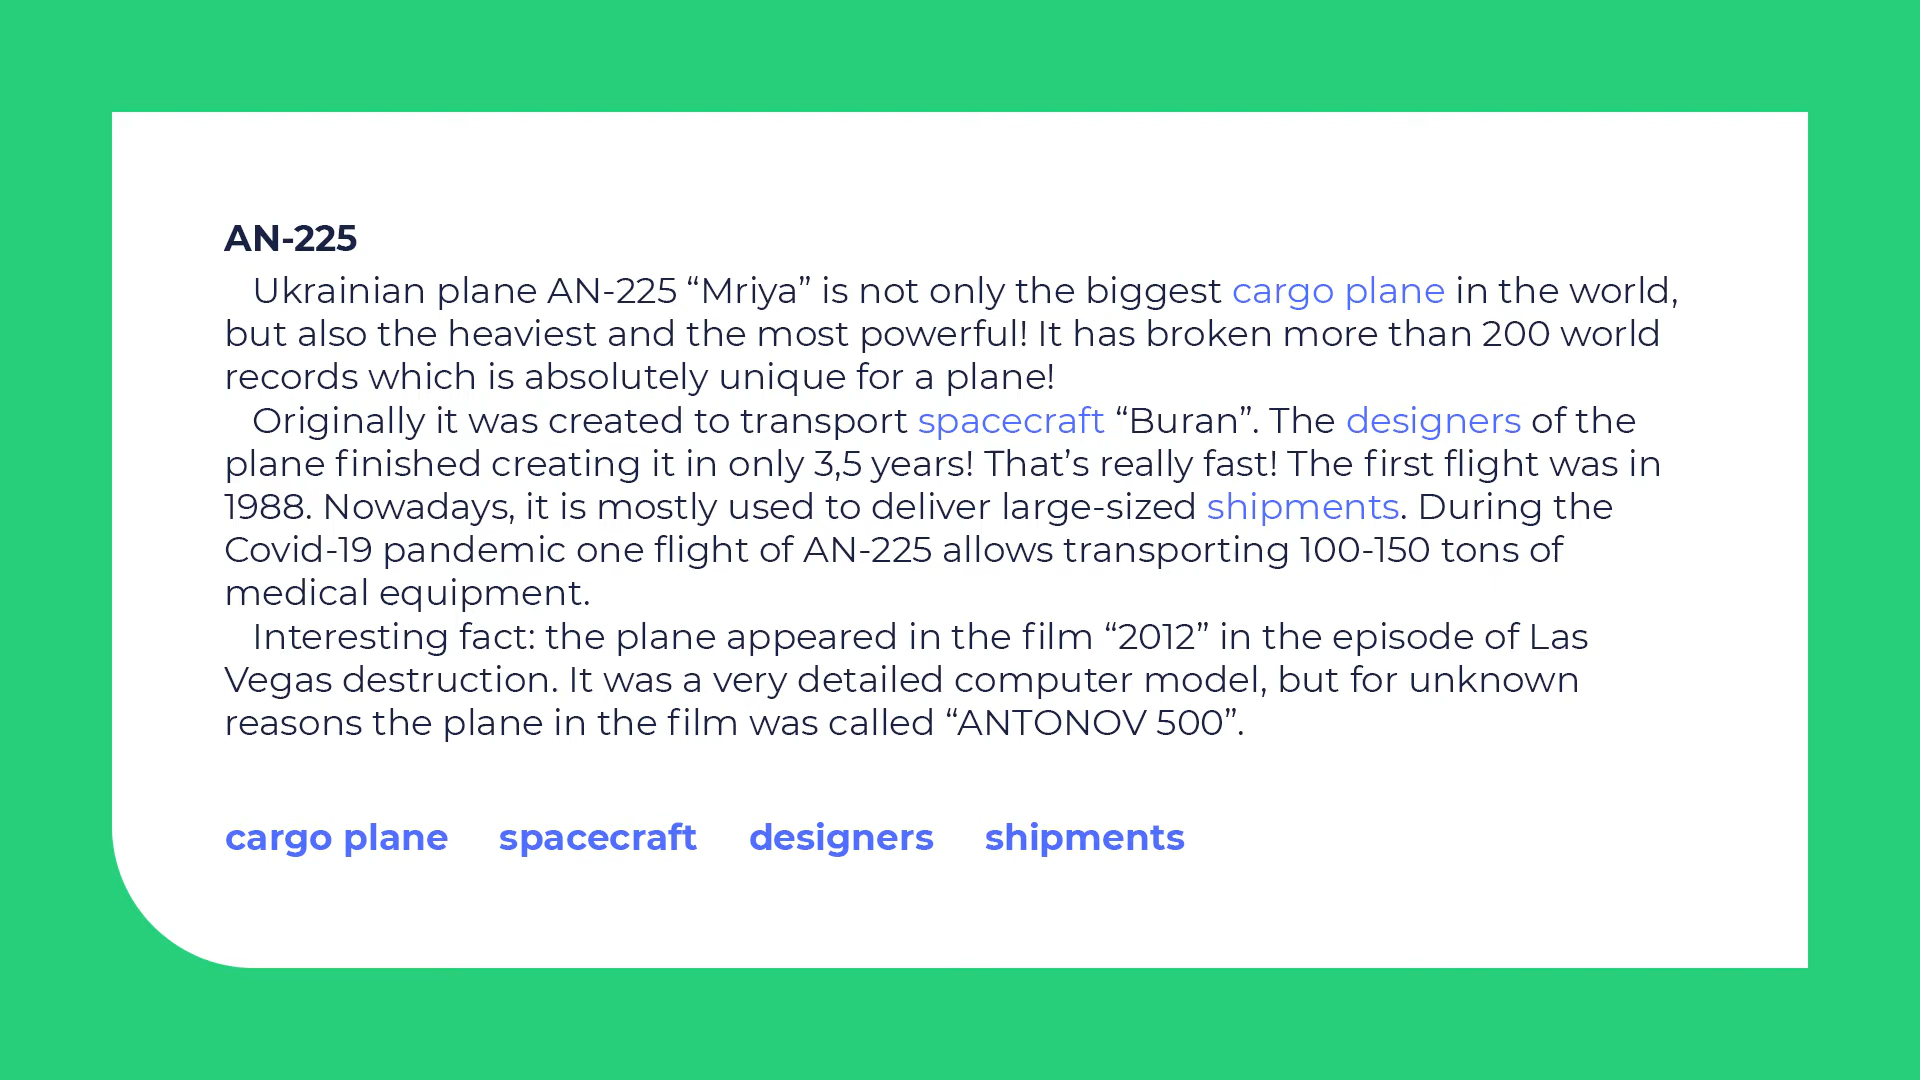 AN-225
Ukrainian plane AN-225 “Mriya” is not only the biggest cargo plane in the world,
but also the heaviest and the most powerful! It has broken more than 200 world
records which is absolutely unique for a plane!
Originally it was created to transport spacecraft “Buran”. The designers of the
plane finished creating it in only 3,5 years! That’s really fast! The first flight was in
1988. Nowadays, it is mostly used to deliver large-sized shipments. During the
Covid-19 pandemic one flight of AN-225 allows transporting 100-150 tons of
medical equipment.
Interesting fact: the plane appeared in the film “2012” in the episode of Las
Vegas destruction. It was a very detailed computer model, but for unknown
reasons the plane in the film was called “ANTONOV 500”.
cargo plane spacecraft designers shipments